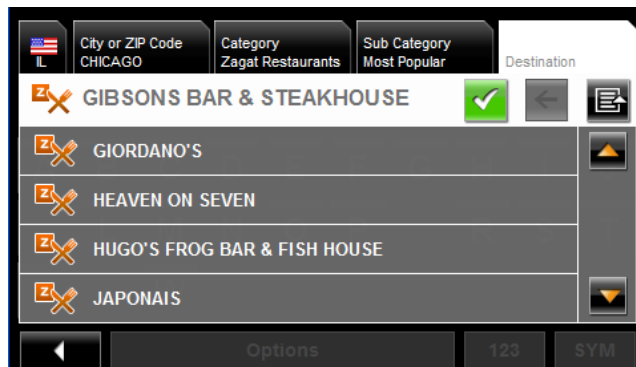 IL
City or ZIP Code
CHICAGO
Category
Zagat Restaurants
Sub Category
Most Popular
Destination
Z GIBSONS BAR & STEAKHOUSE
Z GIORDANO'S
Z HEAVEN ON SEVEN
Z HUGO'S FROG BAR & FISH HOUSE
Z JAPONAIS
Options 123 SYM